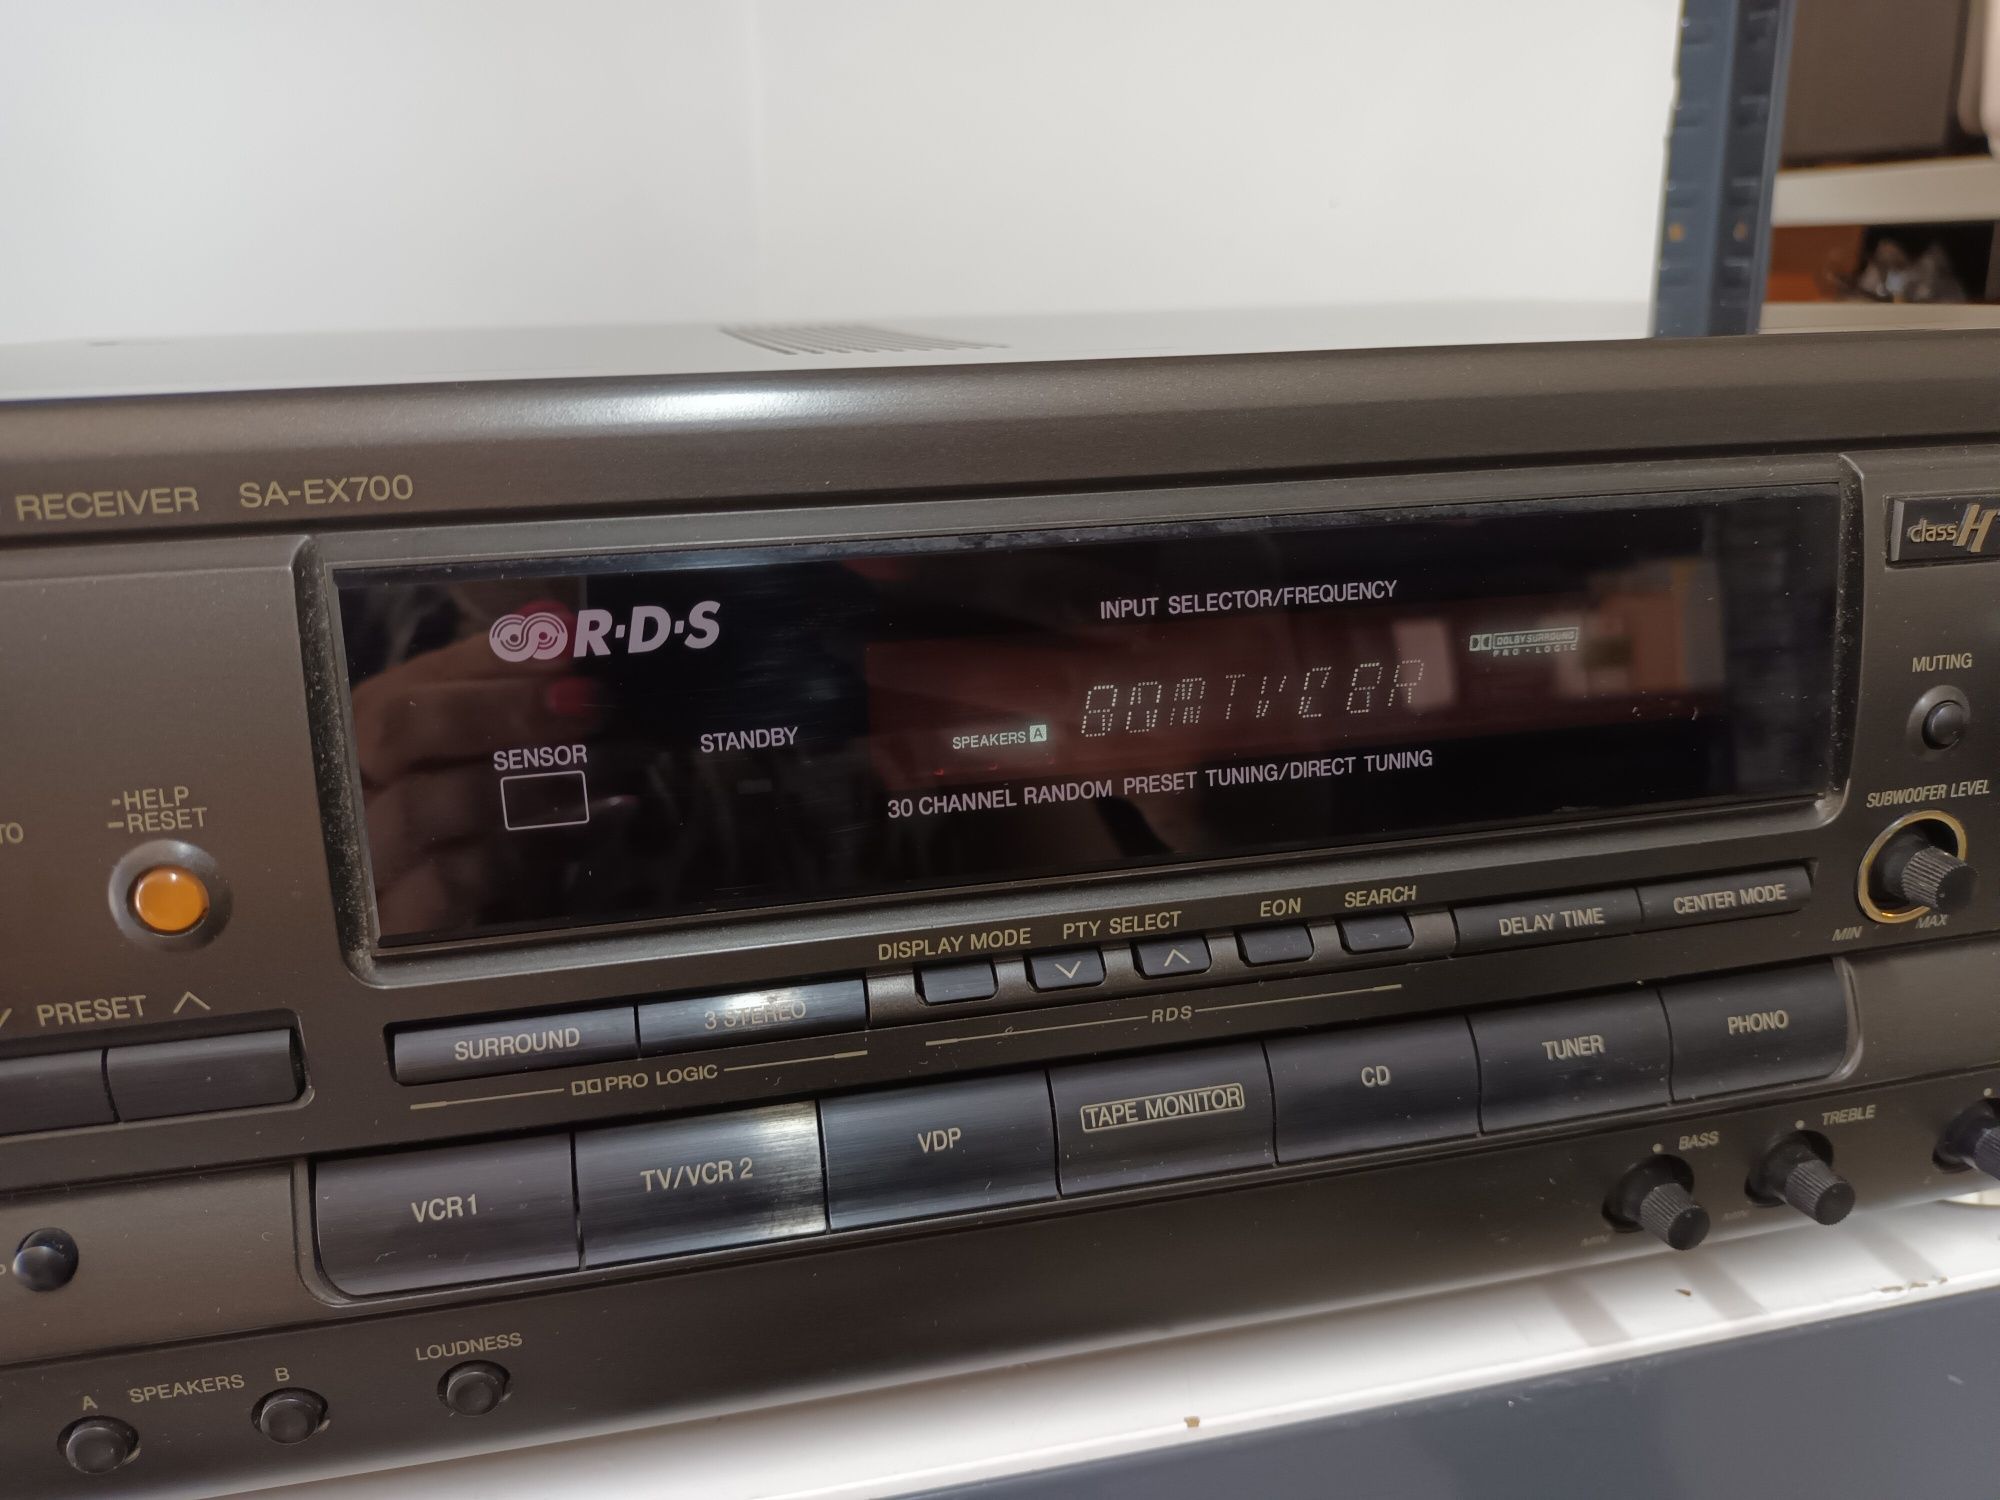 RECEIVER SA-EX700
class H
R·D·S
INPUT SELECTOR/FREQUENCY
DOLBY SURROUND
PRO • LOGIC
MUTING
SENSOR
STANDBY
SPEAKERS A
30 CHANNEL RANDOM PRESET TUNING/DIRECT TUNING
-HELP
-RESET
SUBWOOFER LEVEL
MIN
MAX
DISPLAY MODE
PTY SELECT
EON
SEARCH
DELAY TIME
CENTER MODE
PRESET
SURROUND
3 STEREO
RDS
PRO LOGIC
VCR1
TV/VCR 2
VDP
TAPE MONITOR
CD
TUNER
PHONO
BASS
TREBLE
MIN
LOUDNESS
A SPEAKERS B